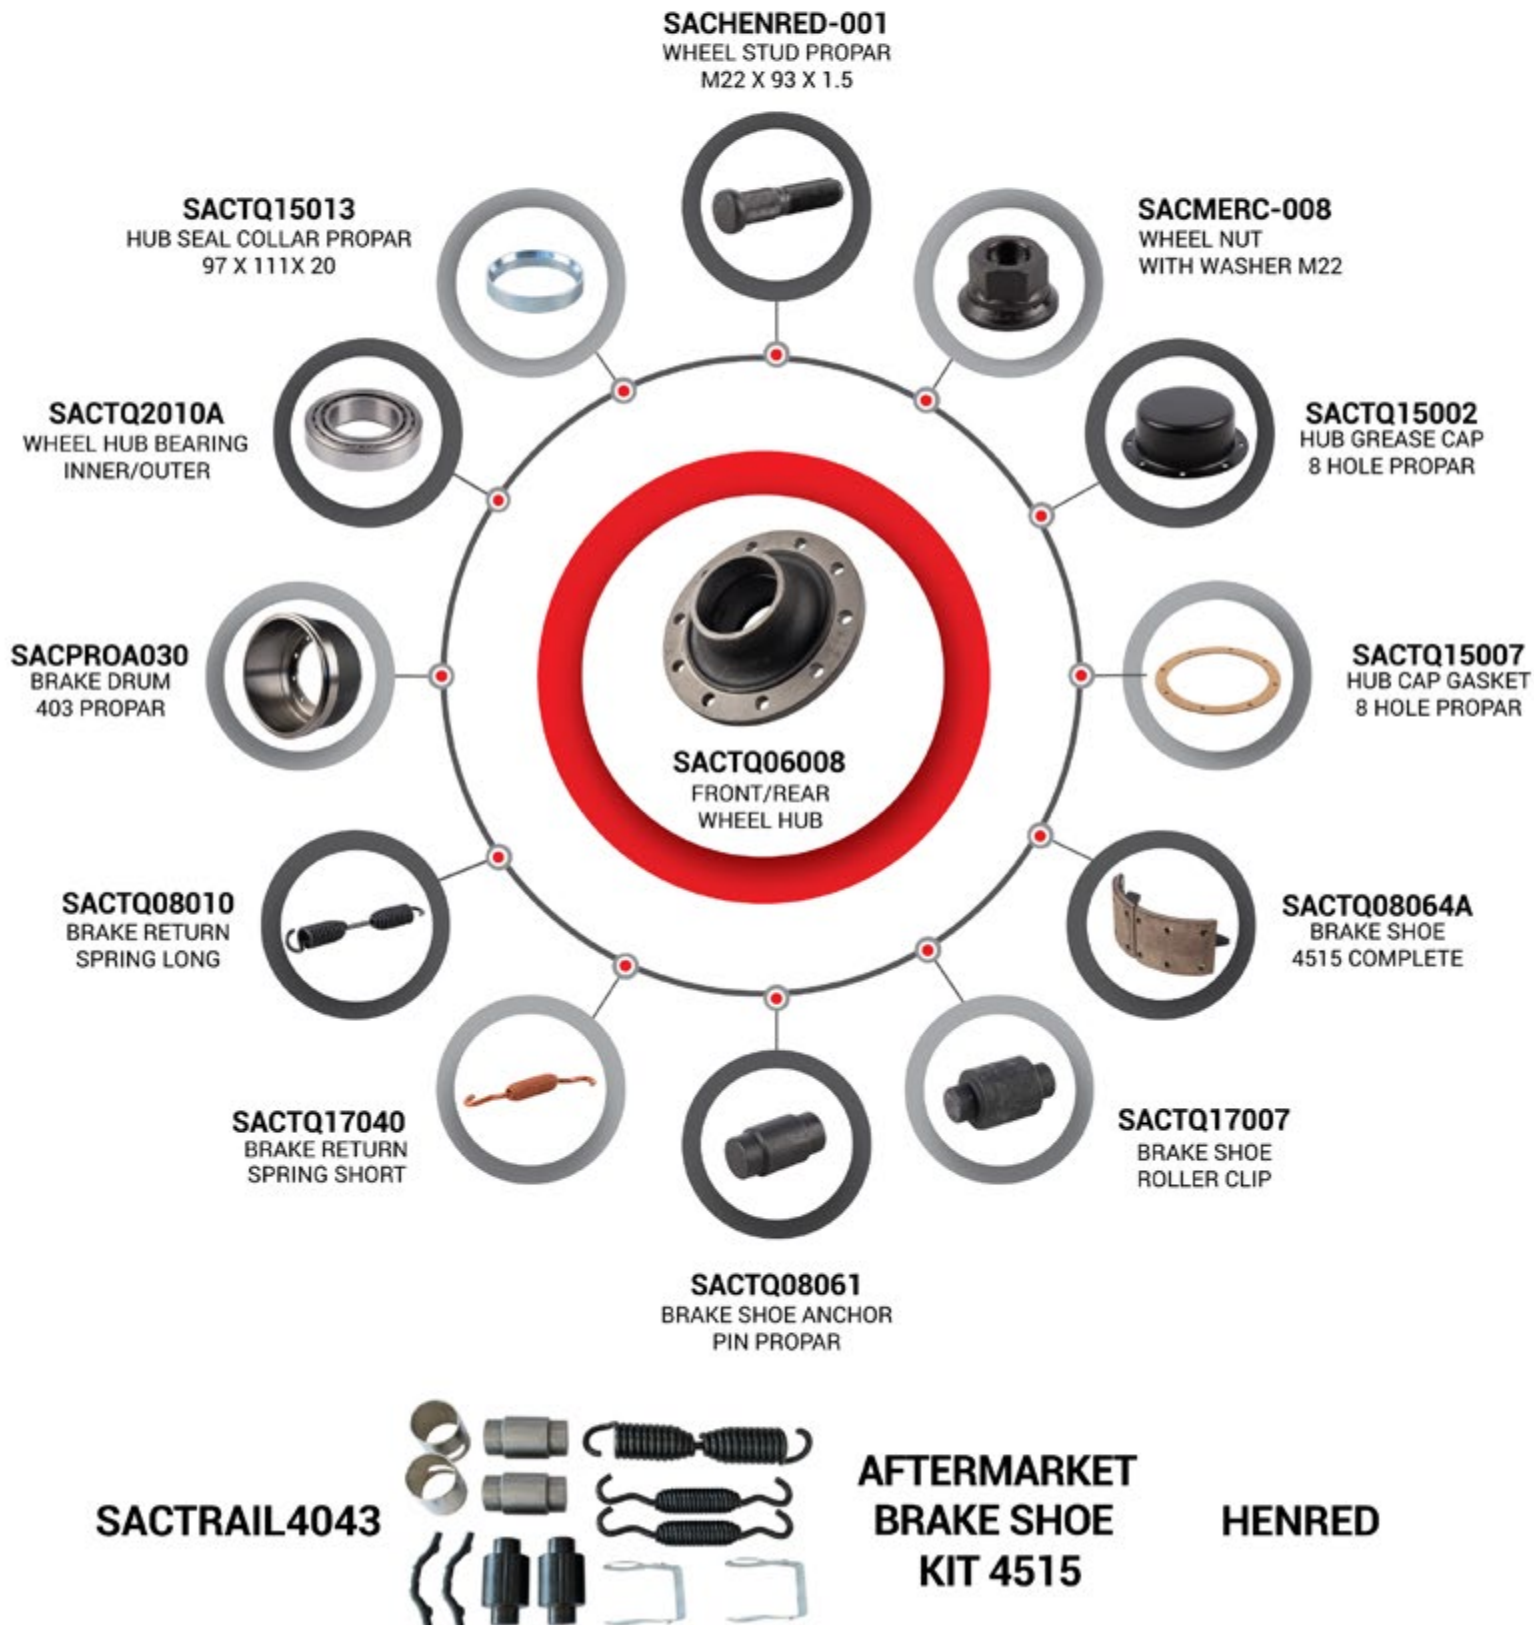 SACHENRED-001
WHEEL STUD PROPAR
M22 X 93 X 1.5
SACTQ15013
HUB SEAL COLLAR PROPAR
97 X 111X 20
SACMERC-008
WHEEL NUT
WITH WASHER M22
SACTQ2010A
WHEEL HUB BEARING
INNER/OUTER
SACTQ15002
HUB GREASE CAP
8 HOLE PROPAR
SACPROA030
BRAKE DRUM
403 PROPAR
SACTQ15007
HUB CAP GASKET
8 HOLE PROPAR
SACTQ06008
FRONT/REAR
WHEEL HUB
SACTQ08010
BRAKE RETURN
SPRING LONG
SACTQ08064A
BRAKE SHOE
4515 COMPLETE
SACTQ17040
BRAKE RETURN
SPRING SHORT
SACTQ17007
BRAKE SHOE
ROLLER CLIP
SACTQ08061
BRAKE SHOE ANCHOR
PIN PROPAR
SACTRAIL4043
AFTERMARKET
BRAKE SHOE
KIT 4515
HENRED